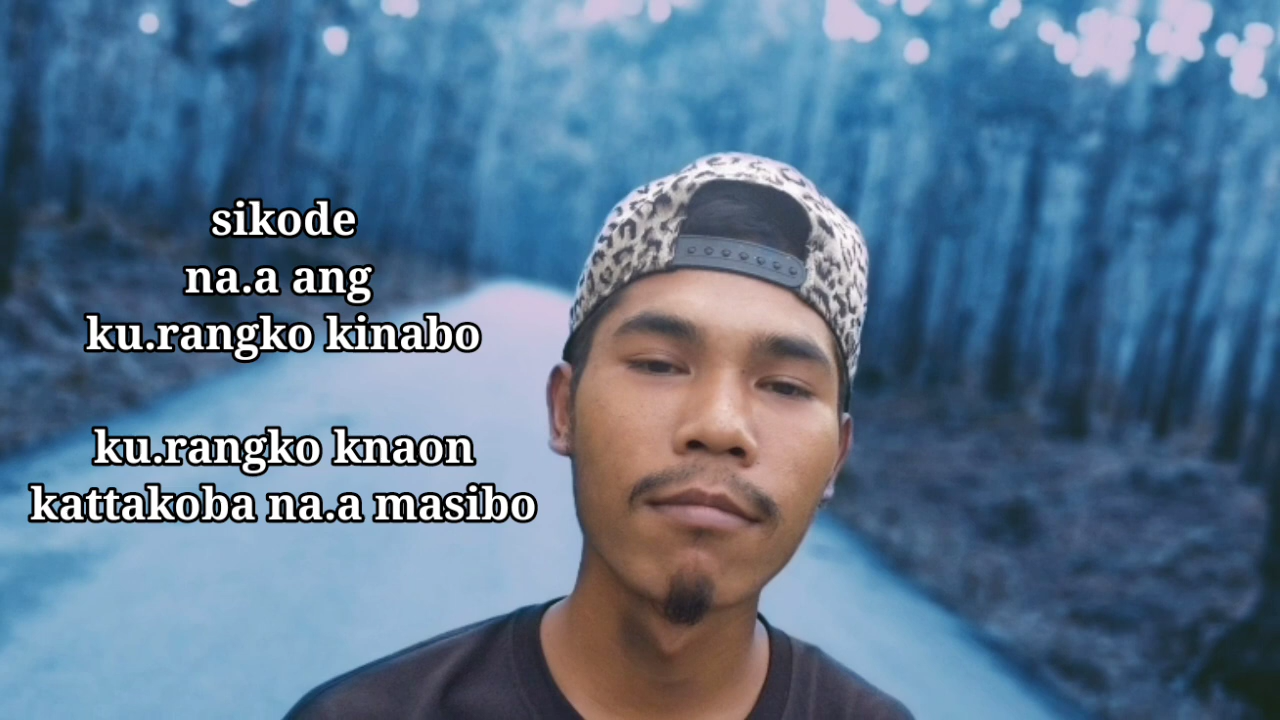 sikode
na.a ang
ku.rangko kinabo
ku.rangko knaon
kattakoba na.a masibo